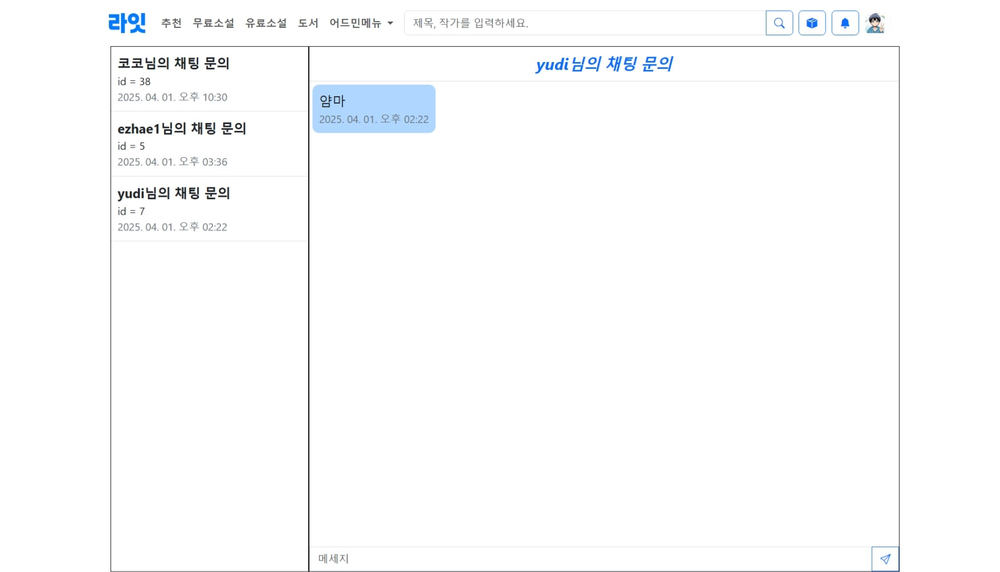 라잇 추천 무료소설 유료소설 도서 어드민메뉴 제목, 작가를 입력하세요.
코코님의 채팅 문의
id = 38
2025. 04. 01. 오후 10:30
ezhae1님의 채팅 문의
id = 5
2025. 04. 01. 오후 03:36
yudi님의 채팅 문의
id = 7
2025. 04. 01. 오후 02:22
yudi님의 채팅 문의
얌마
2025. 04. 01. 오후 02:22
메세지